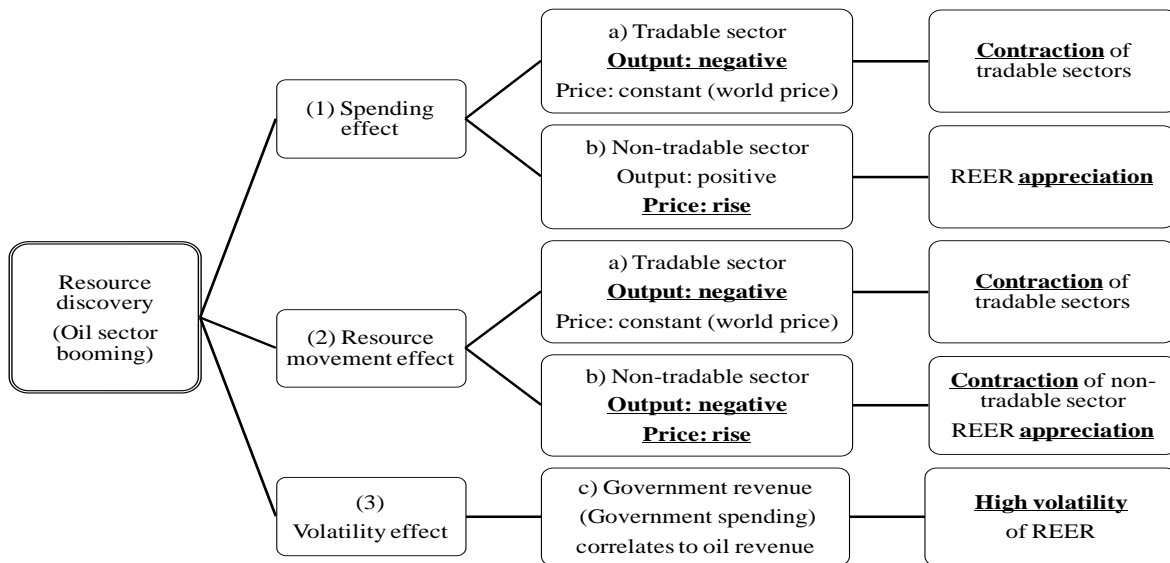 Resource
discovery
(Oil sector
booming)
(1) Spending
effect
a) Tradable sector
Output: negative
Price: constant (world price)
Contraction of
tradable sectors
b) Non-tradable sector
Output: positive
Price: rise
REER appreciation
(2) Resource
movement effect
a) Tradable sector
Output: negative
Price: constant (world price)
Contraction of
tradable sectors
b) Non-tradable sector
Output: negative
Price: rise
Contraction of non-
tradable sector
REER appreciation
(3)
Volatility effect
c) Government revenue
(Government spending)
correlates to oil revenue
High volatility
of REER